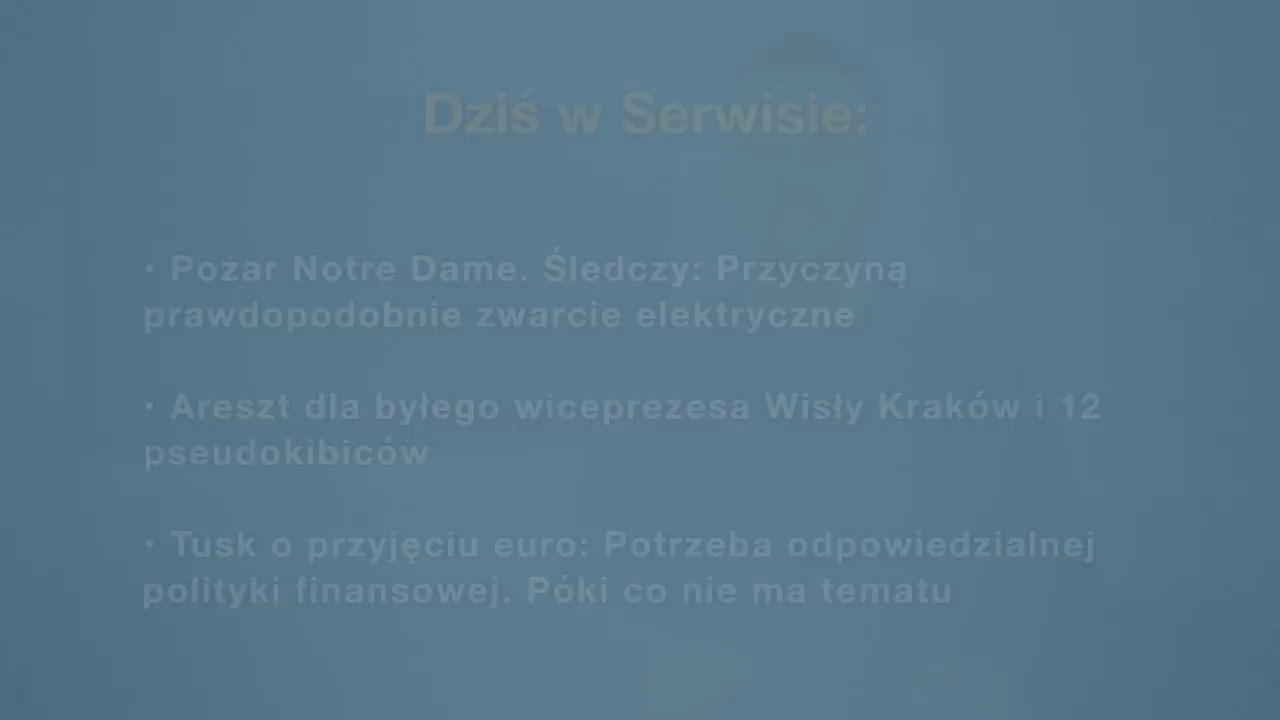 Dziś w Serwisie:
· Pożar Notre Dame. Śledczy: Przyczyną
prawdopodobnie zwarcie elektryczne
· Areszt dla byłego wiceprezesa Wisły Kraków i 12
pseudokibiców
· Tusk o przyjęciu euro: Potrzeba odpowiedzialnej
polityki finansowej. Póki co nie ma tematu